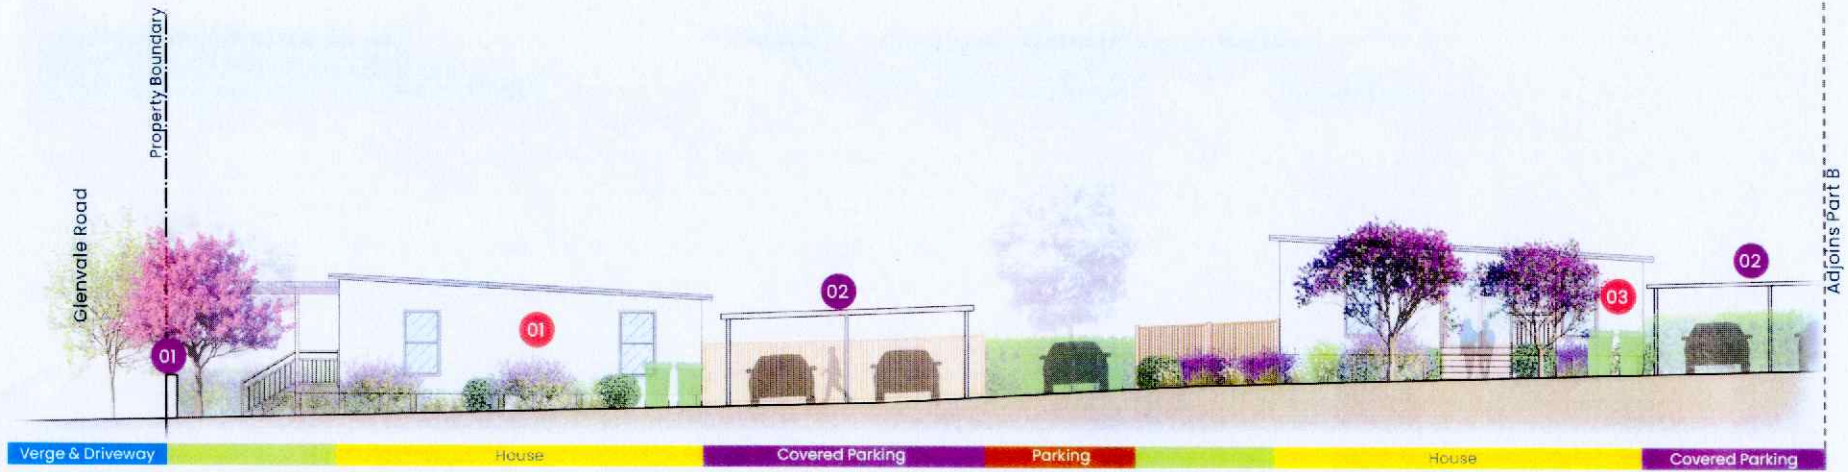 Property Boundary
Glenvale Road
01
01
02
03
02
Adjoins Part B
Verge & Driveway
House
Covered Parking
Parking
House
Covered Parking